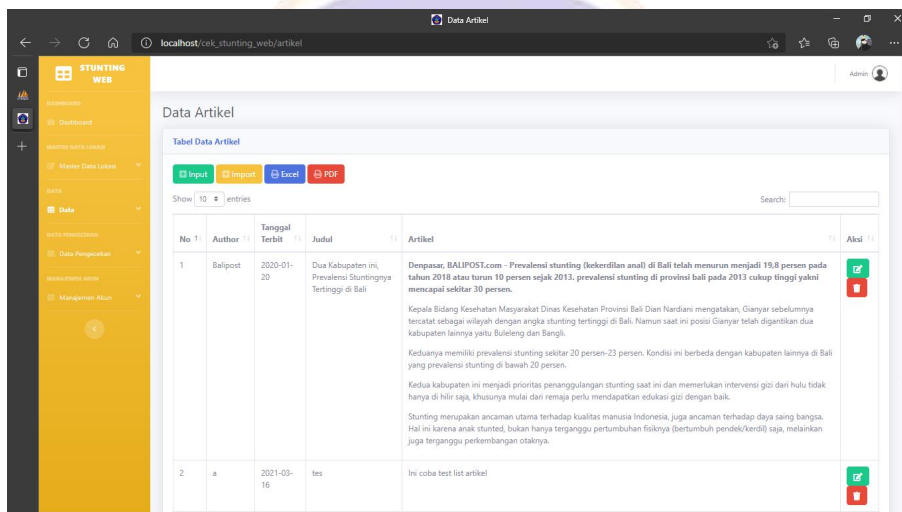 Data Artikel
localhost/cek_stunting_web/artikel
STUNTING
WEB
Admin
DASHBOARD
Dashboard
MASTER DATA LOKASI
Master Data Lokasi
DATA
Data
DATA PENGECEKAN
Data Pengecekan
MANAJEMEN AKUN
Manajemen Akun
Data Artikel
Tabel Data Artikel
Input Import Excel PDF
Show 10 entries
Search:
No Author Tanggal Terbit Judul Artikel Aksi
1 Balipost 2020-01-20
Dua Kabupaten ini,
Prevalensi Stuntingnya
Tertinggi di Bali
Denpasar, BALIPOST.com - Prevalensi stunting (kekerdilan anal) di Bali telah menurun menjadi 19,8 persen pada
tahun 2018 atau turun 10 persen sejak 2013. prevalensi stunting di provinsi bali pada 2013 cukup tinggi yakni
mencapai sekitar 30 persen.
Kepala Bidang Kesehatan Masyarakat Dinas Kesehatan Provinsi Bali Dian Nardiani mengatakan, Gianyar sebelumnya
tercatat sebagai wilayah dengan angka stunting tertinggi di Bali. Namun saat ini posisi Gianyar telah digantikan dua
kabupaten lainnya yaitu Buleleng dan Bangli.
Keduanya memiliki prevalensi stunting sekitar 20 persen-23 persen. Kondisi ini berbeda dengan kabupaten lainnya di Bali
yang prevalensi stunting di bawah 20 persen.
Kedua kabupaten ini menjadi prioritas penanggulangan stunting saat ini dan memerlukan intervensi gizi dari hulu tidak
hanya di hilir saja, khusunya mulai dari remaja perlu mendapatkan edukasi gizi dengan baik.
Stunting merupakan ancaman utama terhadap kualitas manusia Indonesia, juga ancaman terhadap daya saing bangsa.
Hal ini karena anak stunted, bukan hanya terganggu pertumbuhan fisiknya (bertumbuh pendek/kerdil) saja, melainkan
juga terganggu perkembangan otaknya.
2 a 2021-03-16 tes Ini coba test list artikel